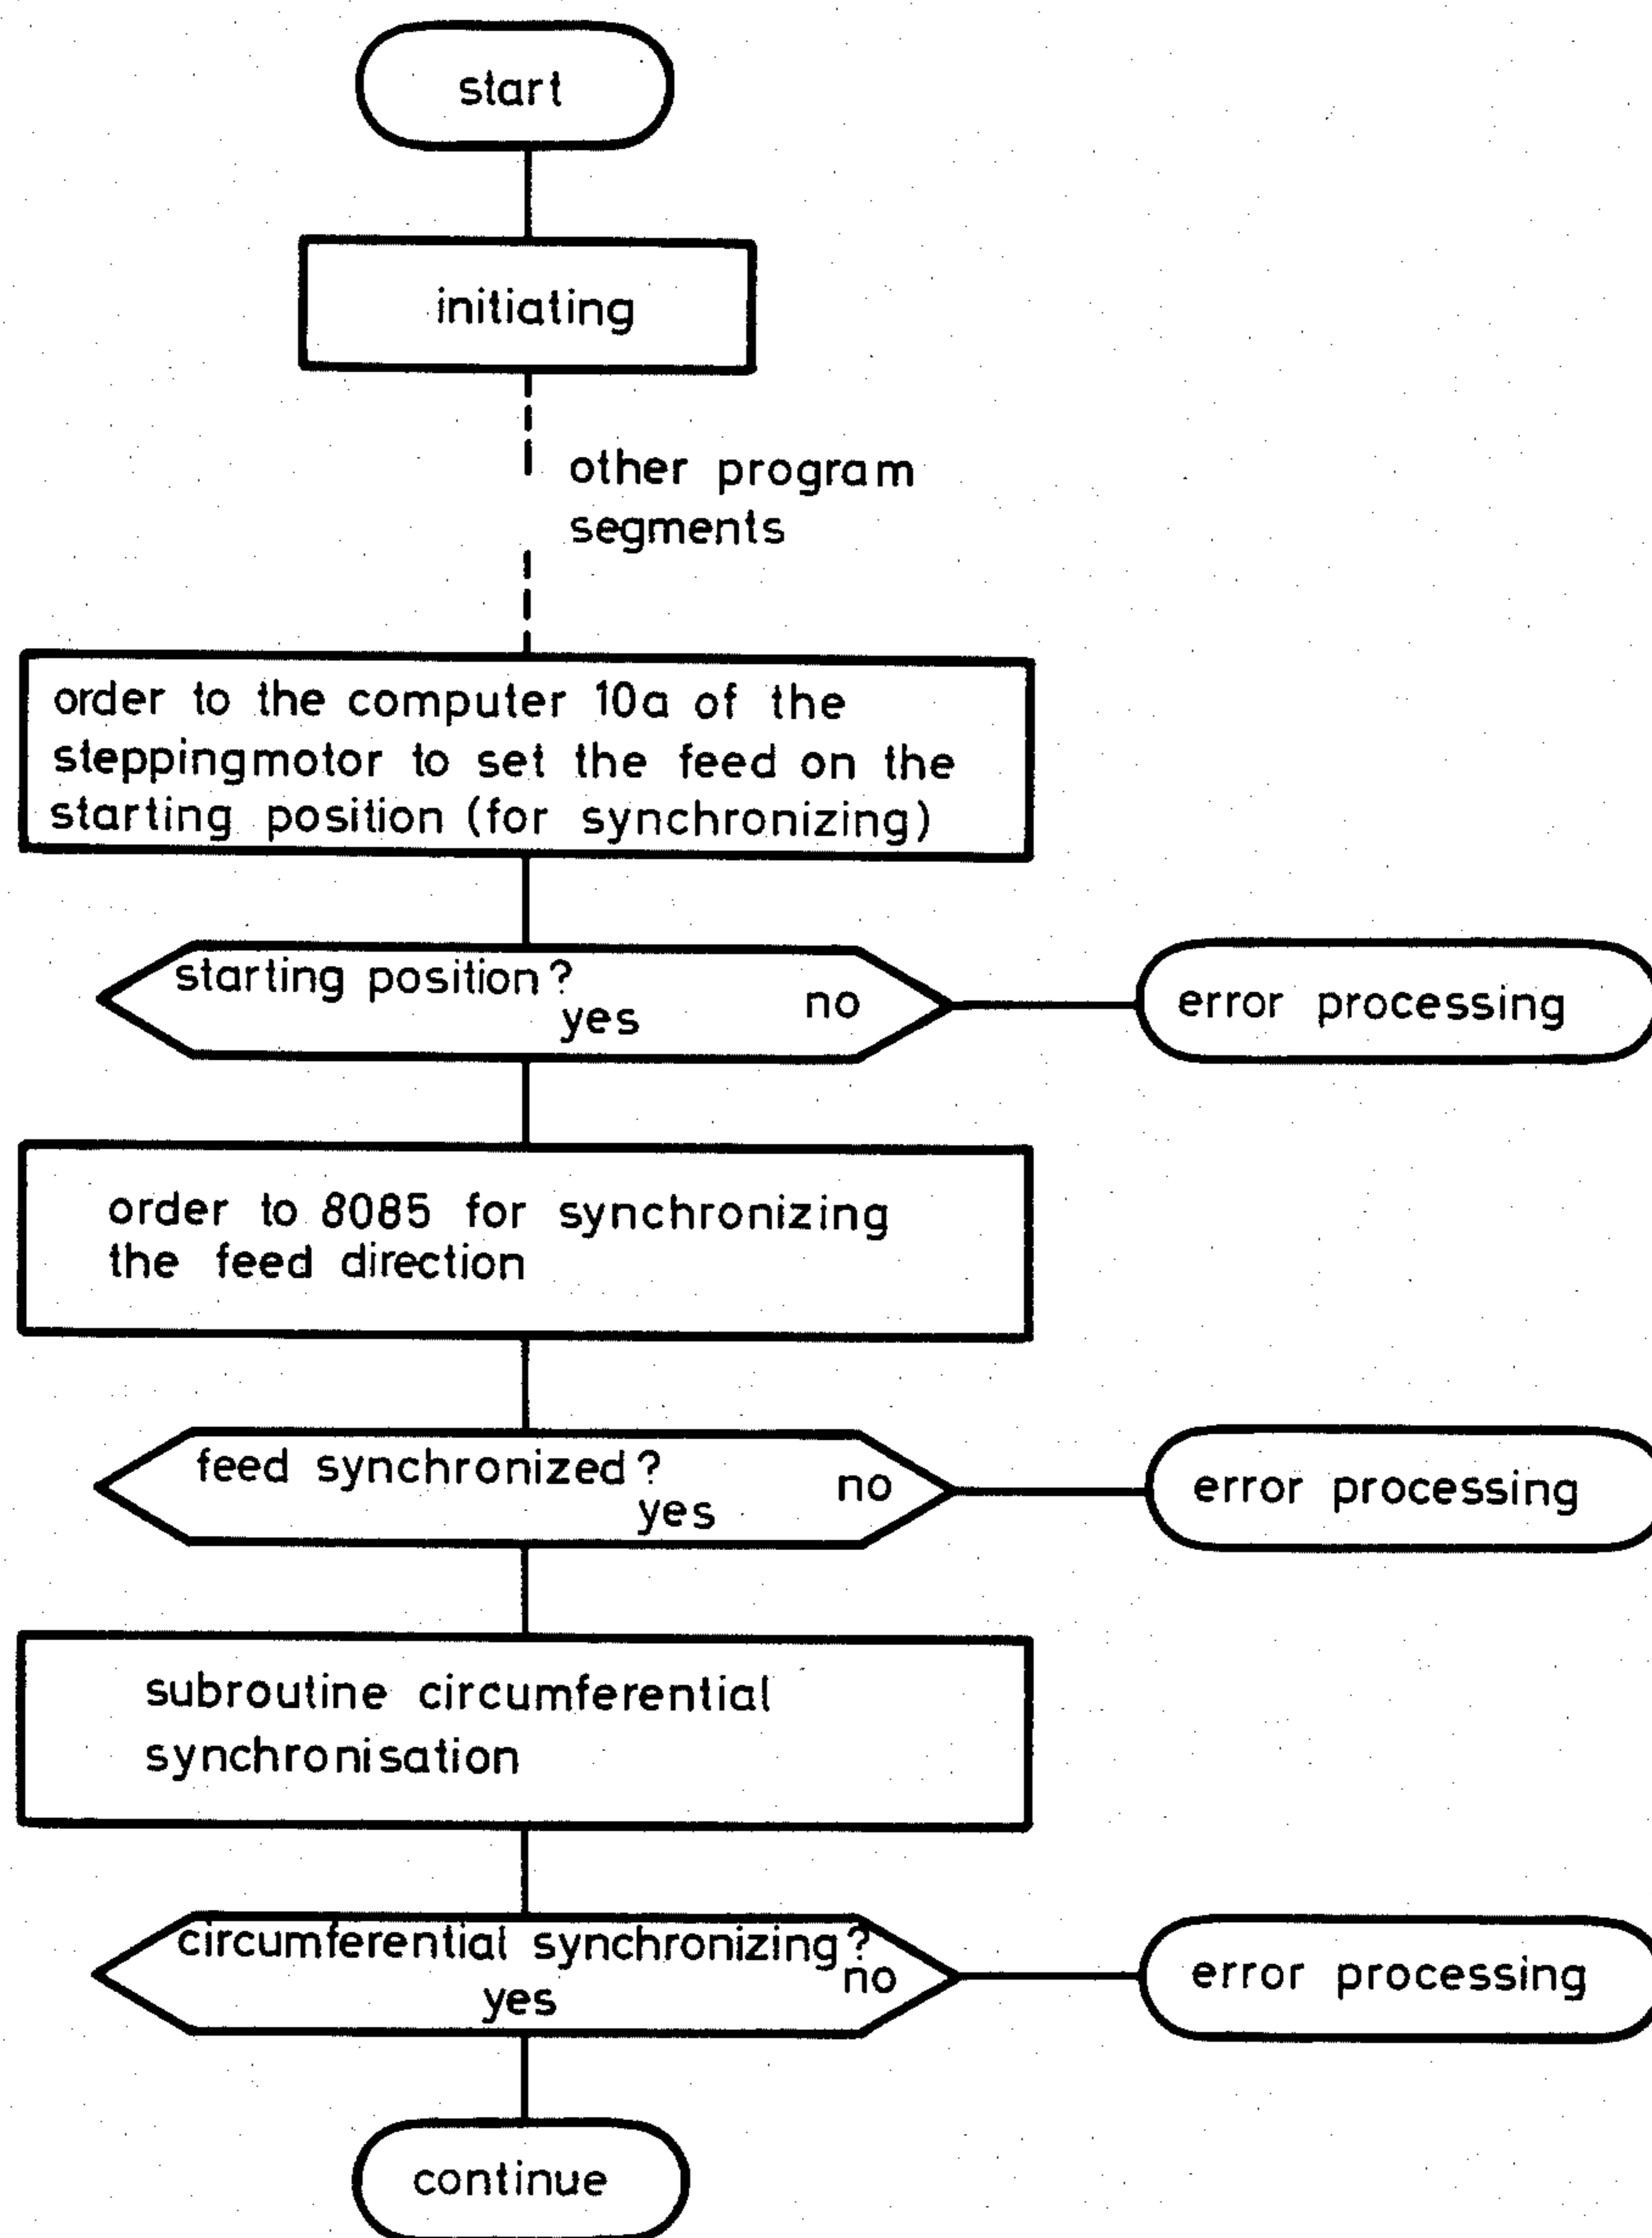 start
initiating
other program
segments
order to the computer 10a of the
steppingmotor to set the feed on the
starting position (for synchronizing)
starting position?
yes
no
error processing
order to 8085 for synchronizing
the feed direction
feed synchronized?
yes
no
error processing
subroutine circumferential
synchronisation
circumferential synchronizing?
no
yes
error processing
continue